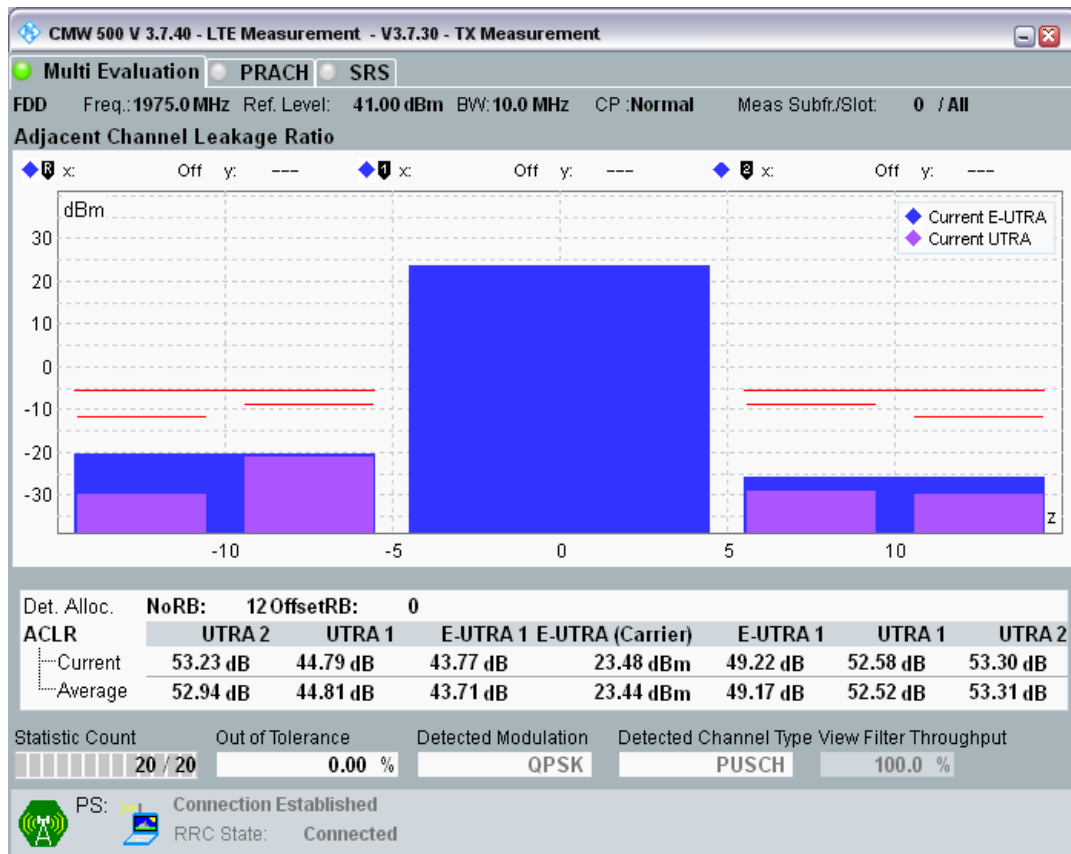 CMW 500 V 3.7.40 - LTE Measurement - V3.7.30 - TX Measurement
Multi Evaluation PRACH SRS
FDD Freq.: 1975.0 MHz Ref. Level: 41.00 dBm BW: 10.0 MHz CP :Normal Meas Subfr./Slot: 0 / All
Adjacent Channel Leakage Ratio
R x: Off y: --- 1 x: Off y: --- 2 x: Off y: ---
dBm
Current E-UTRA
Current UTRA
30
20
10
0
-10
-20
-30
z
-10 -5 0 5 10
Det. Alloc. NoRB: 12 OffsetRB: 0
ACLR UTRA 2 UTRA 1 E-UTRA 1 E-UTRA (Carrier) E-UTRA 1 UTRA 1 UTRA 2
Current 53.23 dB 44.79 dB 43.77 dB 23.48 dBm 49.22 dB 52.58 dB 53.30 dB
Average 52.94 dB 44.81 dB 43.71 dB 23.44 dBm 49.17 dB 52.52 dB 53.31 dB
Statistic Count Out of Tolerance Detected Modulation Detected Channel Type View Filter Throughput
20 / 20 0.00 % QPSK PUSCH 100.0 %
PS: Connection Established
RRC State: Connected